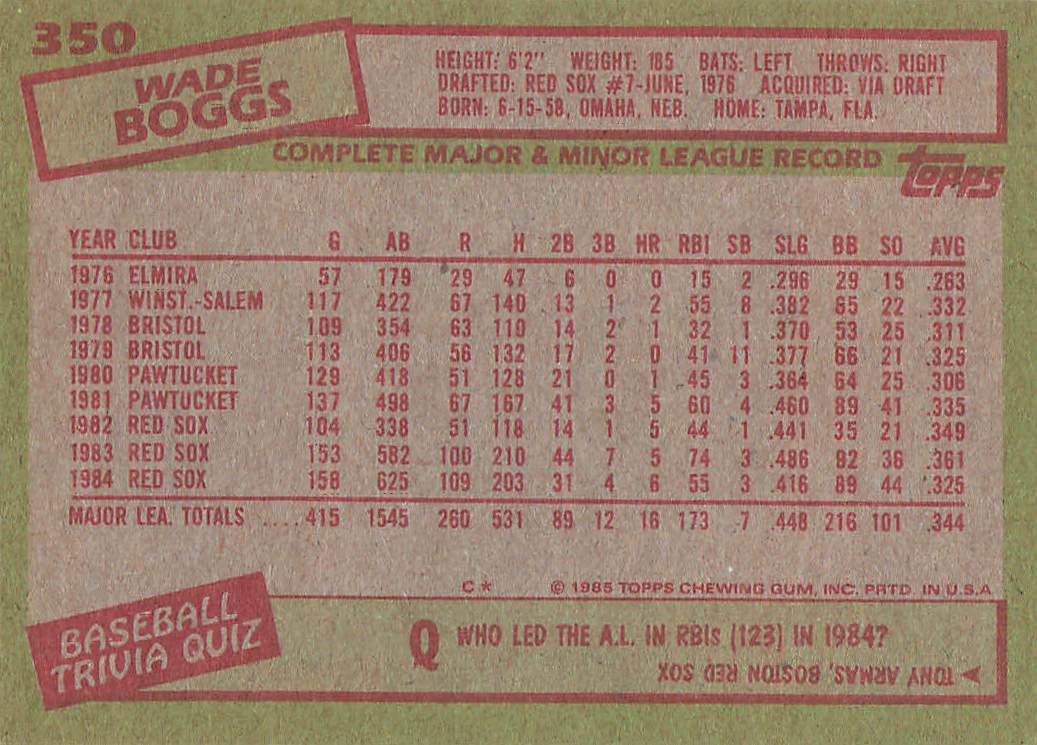 350
WADE
BOGGS
HEIGHT: 6'2" WEIGHT: 185 BATS: LEFT THROWS: RIGHT
DRAFTED: RED SOX #7-JUNE, 1976 ACQUIRED: VIA DRAFT
BORN: 6-15-58, OMAHA, NEB. HOME: TAMPA, FLA.
COMPLETE MAJOR & MINOR LEAGUE RECORD
TOPPS
YEAR CLUB G AB R H 2B 3B HR RBI SB SLG BB SO AVG
1976 ELMIRA 57 179 29 47 6 0 0 15 2 .296 29 15 .263
1977 WINST.-SALEM 117 422 67 140 13 1 2 55 8 .382 65 22 .332
1978 BRISTOL 109 354 63 110 14 2 1 32 1 .370 53 25 .311
1979 BRISTOL 113 406 56 132 17 2 0 41 11 .377 66 21 .325
1980 PAWTUCKET 129 418 51 128 21 0 1 45 3 .364 64 25 .306
1981 PAWTUCKET 137 498 67 167 41 3 5 60 4 .460 89 41 .335
1982 RED SOX 104 338 51 118 14 1 5 44 1 .441 35 21 .349
1983 RED SOX 153 582 100 210 44 7 5 74 3 .486 92 36 .361
1984 RED SOX 158 625 109 203 31 4 6 55 3 .416 89 44 .325
MAJOR LEA. TOTALS ....415 1545 260 531 89 12 16 173 7 .448 216 101 .344
C* © 1985 TOPPS CHEWING GUM, INC. PRTD. IN U.S.A.
BASEBALL
TRIVIA QUIZ
Q WHO LED THE A.L. IN RBIs (123) IN 1984?
TONY ARMAS, BOSTON RED SOX